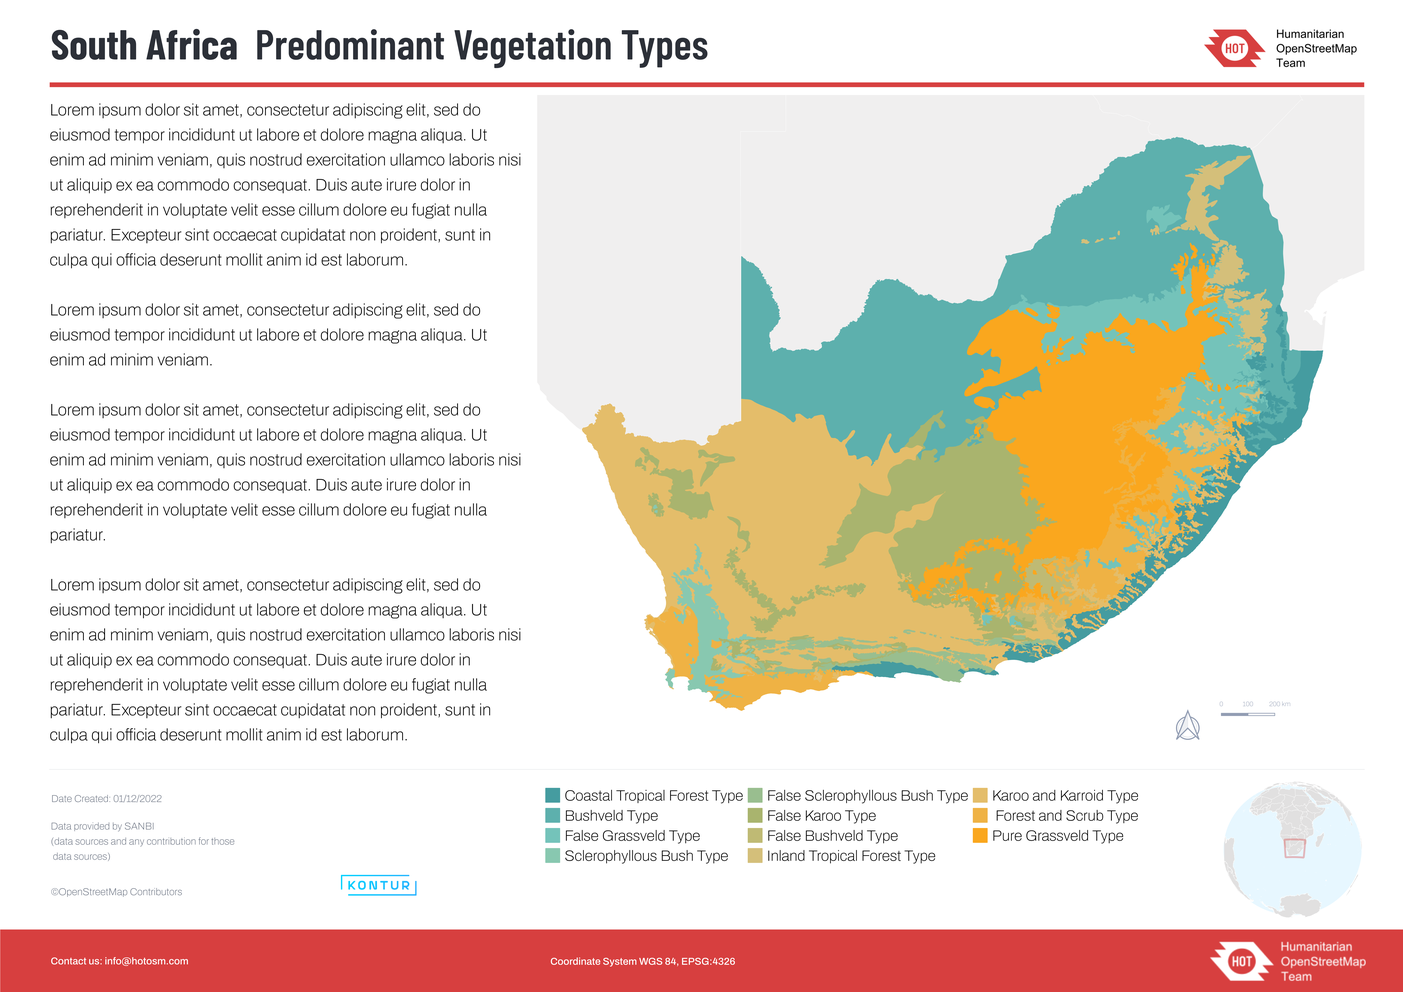 South Africa Predominant Vegetation Types
HOT
Humanitarian
OpenStreetMap
Team
Lorem ipsum dolor sit amet, consectetur adipiscing elit, sed do
eiusmod tempor incididunt ut labore et dolore magna aliqua. Ut
enim ad minim veniam, quis nostrud exercitation ullamco laboris nisi
ut aliquip ex ea commodo consequat. Duis aute irure dolor in
reprehenderit in voluptate velit esse cillum dolore eu fugiat nulla
pariatur. Excepteur sint occaecat cupidatat non proident, sunt in
culpa qui officia deserunt mollit anim id est laborum.
Lorem ipsum dolor sit amet, consectetur adipiscing elit, sed do
eiusmod tempor incididunt ut labore et dolore magna aliqua. Ut
enim ad minim veniam.
Lorem ipsum dolor sit amet, consectetur adipiscing elit, sed do
eiusmod tempor incididunt ut labore et dolore magna aliqua. Ut
enim ad minim veniam, quis nostrud exercitation ullamco laboris nisi
ut aliquip ex ea commodo consequat. Duis aute irure dolor in
reprehenderit in voluptate velit esse cillum dolore eu fugiat nulla
pariatur.
Lorem ipsum dolor sit amet, consectetur adipiscing elit, sed do
eiusmod tempor incididunt ut labore et dolore magna aliqua. Ut
enim ad minim veniam, quis nostrud exercitation ullamco laboris nisi
ut aliquip ex ea commodo consequat. Duis aute irure dolor in
reprehenderit in voluptate velit esse cillum dolore eu fugiat nulla
pariatur. Excepteur sint occaecat cupidatat non proident, sunt in
culpa qui officia deserunt mollit anim id est laborum.
0 100 200 km
Date Created: 01/12/2022
Data provided by SANBI
(data sources and any contribution for those
data sources)
©OpenStreetMap Contributors
KONTUR
Coastal Tropical Forest Type
Bushveld Type
False Grassveld Type
Sclerophyllous Bush Type
False Sclerophyllous Bush Type
False Karoo Type
False Bushveld Type
Inland Tropical Forest Type
Karoo and Karroid Type
Forest and Scrub Type
Pure Grassveld Type
Contact us: info@hotosm.com
Coordinate System WGS 84, EPSG:4326
HOT
Humanitarian
OpenStreetMap
Team